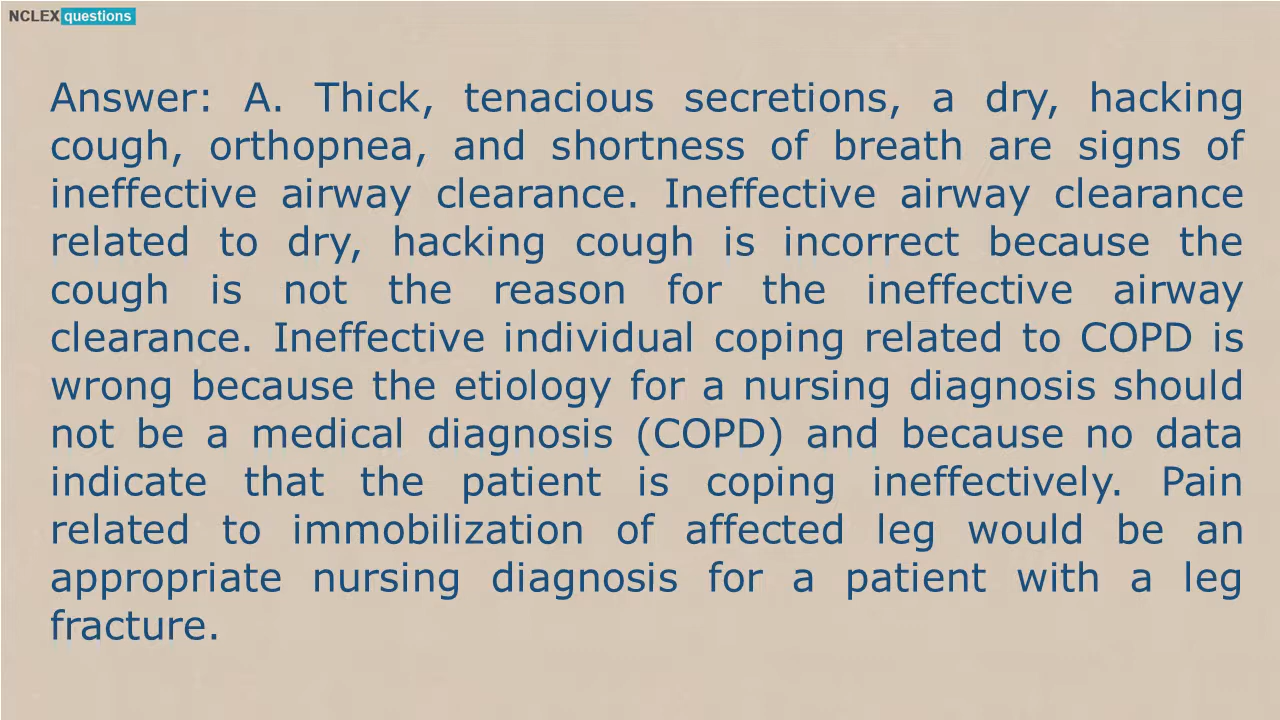 NCLEX questions
Answer: A. Thick, tenacious secretions, a dry, hacking
cough, orthopnea, and shortness of breath are signs of
ineffective airway clearance. Ineffective airway clearance
related to dry, hacking cough is incorrect because the
cough is not the reason for the ineffective airway
clearance. Ineffective individual coping related to COPD is
wrong because the etiology for a nursing diagnosis should
not be a medical diagnosis (COPD) and because no data
indicate that the patient is coping ineffectively. Pain
related to immobilization of affected leg would be an
appropriate nursing diagnosis for a patient with a leg
fracture.